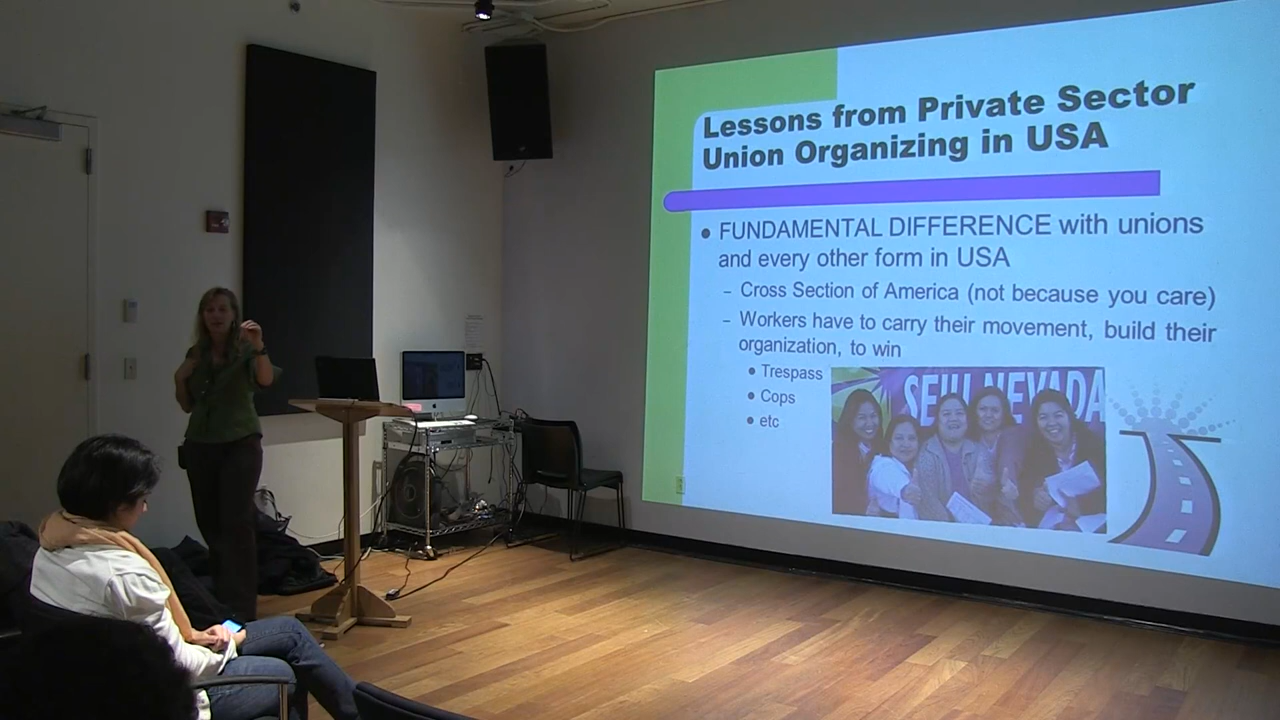 Lessons from Private Sector
Union Organizing in USA
• FUNDAMENTAL DIFFERENCE with unions
and every other form in USA
– Cross Section of America (not because you care)
– Workers have to carry their movement, build their
organization, to win
• Trespass
• Cops
• etc
SEIU NEVADA